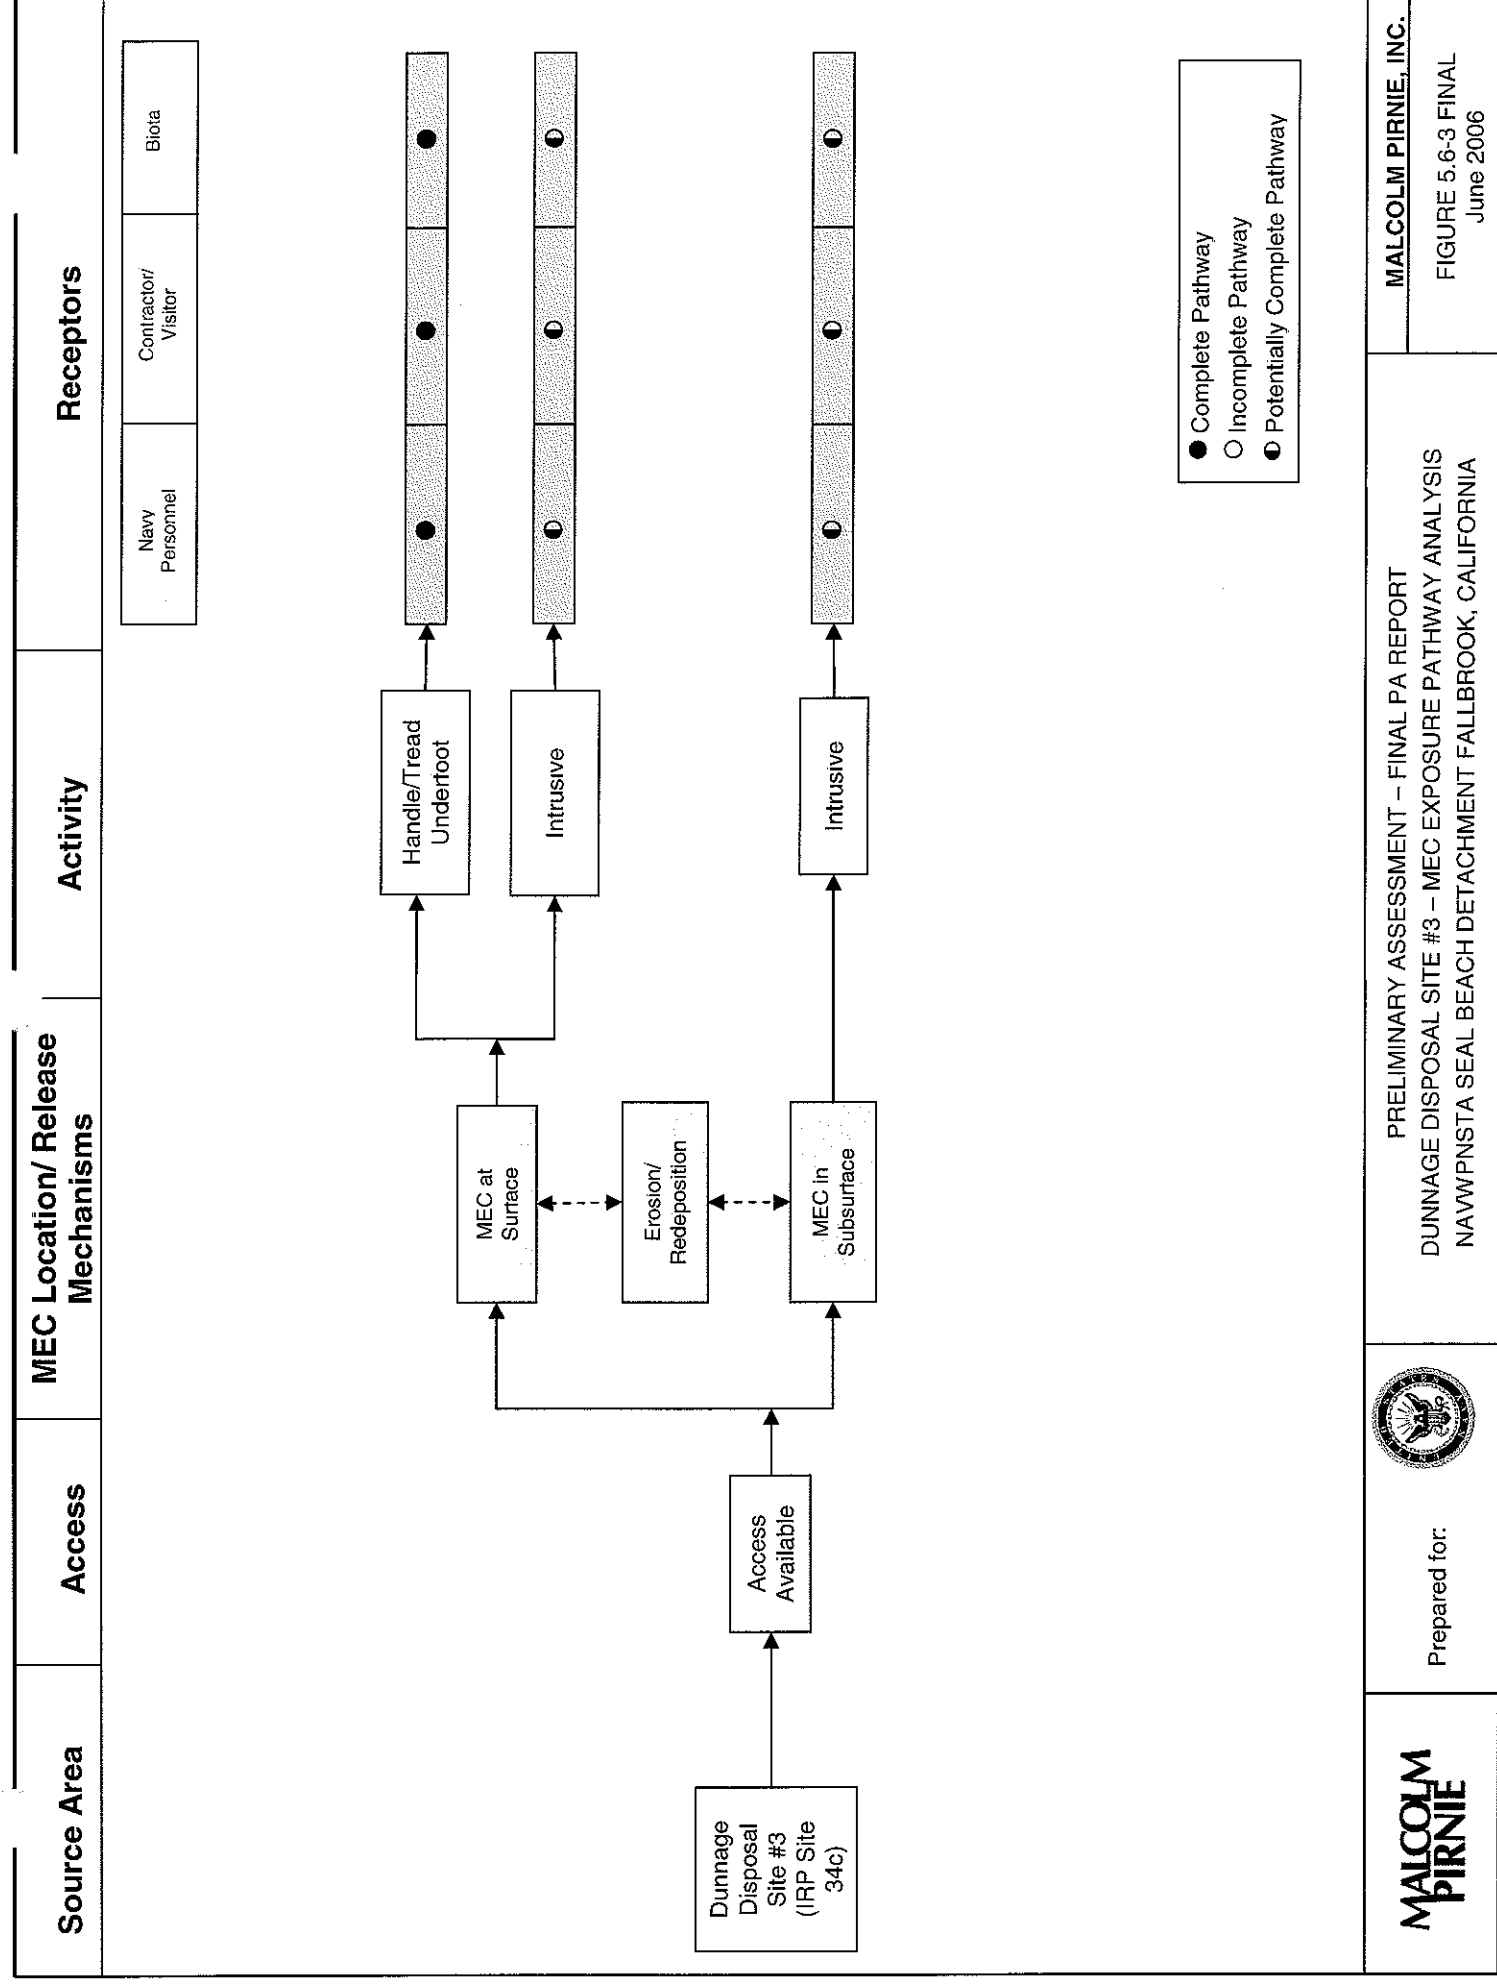 Source Area
Access
MEC Location/ Release
Mechanisms
Activity
Receptors
Navy
Personnel
Contractor/
Visitor
Biota
Dunnage
Disposal
Site #3
(IRP Site
34c)
Access
Available
MEC at
Surface
Erosion/
Redeposition
MEC in
Subsurface
Handle/Tread
Underfoot
Intrusive
Intrusive
Complete Pathway
Incomplete Pathway
Potentially Complete Pathway
MALCOLM
PIRNIE
Prepared for:
PRELIMINARY ASSESSMENT – FINAL PA REPORT
DUNNAGE DISPOSAL SITE #3 – MEC EXPOSURE PATHWAY ANALYSIS
NAVWPNSTA SEAL BEACH DETACHMENT FALLBROOK, CALIFORNIA
MALCOLM PIRNIE, INC.
FIGURE 5.6-3 FINAL
June 2006